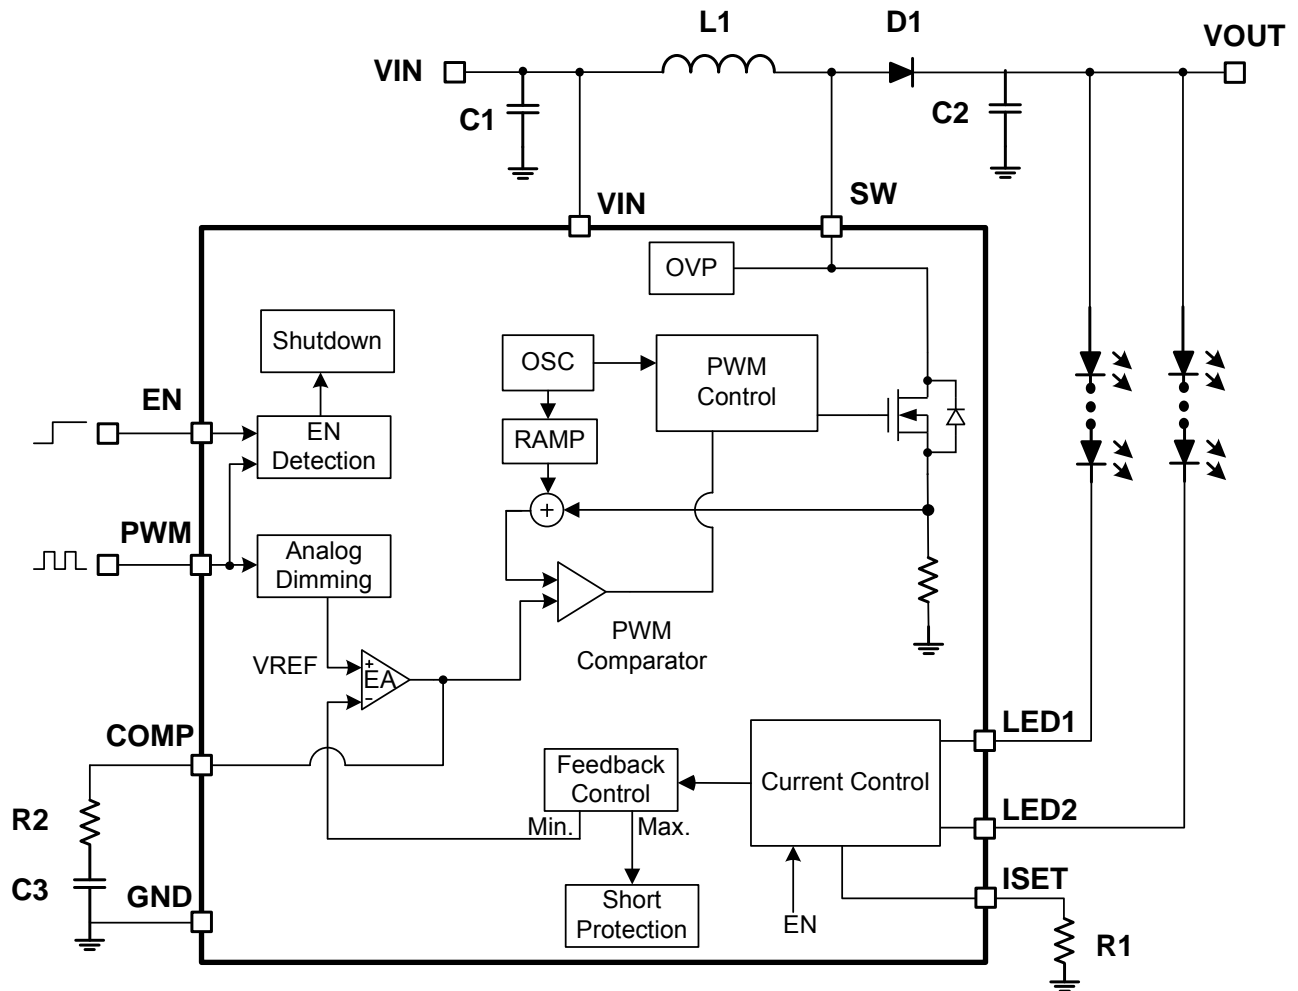 L1
D1
VOUT
VIN
C1
C2
VIN
SW
OVP
Shutdown
OSC
PWM
Control
EN
EN
Detection
RAMP
+
PWM
Analog
Dimming
PWM
Comparator
VREF
+
EA
-
COMP
LED1
Feedback
Control
Current Control
R2
Min.
Max.
LED2
C3
GND
Short
Protection
EN
ISET
R1